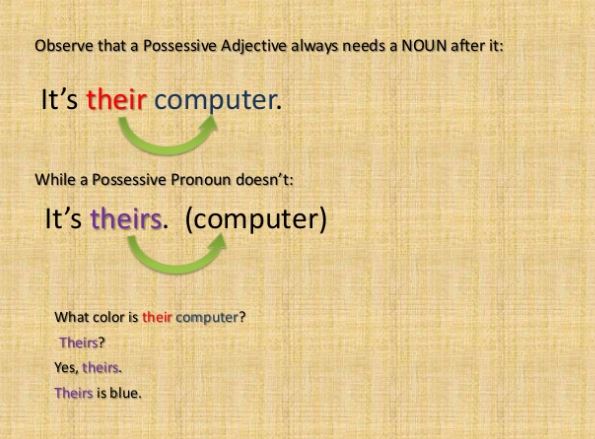 Observe that a Possessive Adjective always needs a NOUN after it:
It’s their computer.
While a Possessive Pronoun doesn’t:
It’s theirs. (computer)
What color is their computer?
Theirs?
Yes, theirs.
Theirs is blue.